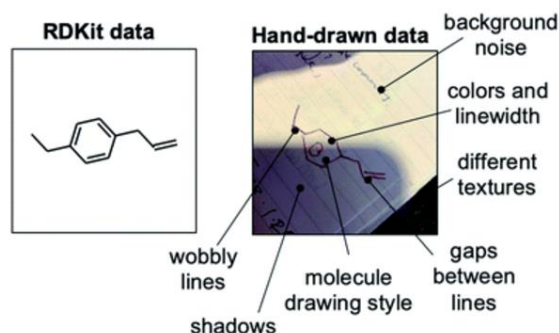 RDKit data
Hand-drawn data
background
noise
colors and
linewidth
different
textures
gaps
between
lines
molecule
drawing style
wobbly
lines
shadows